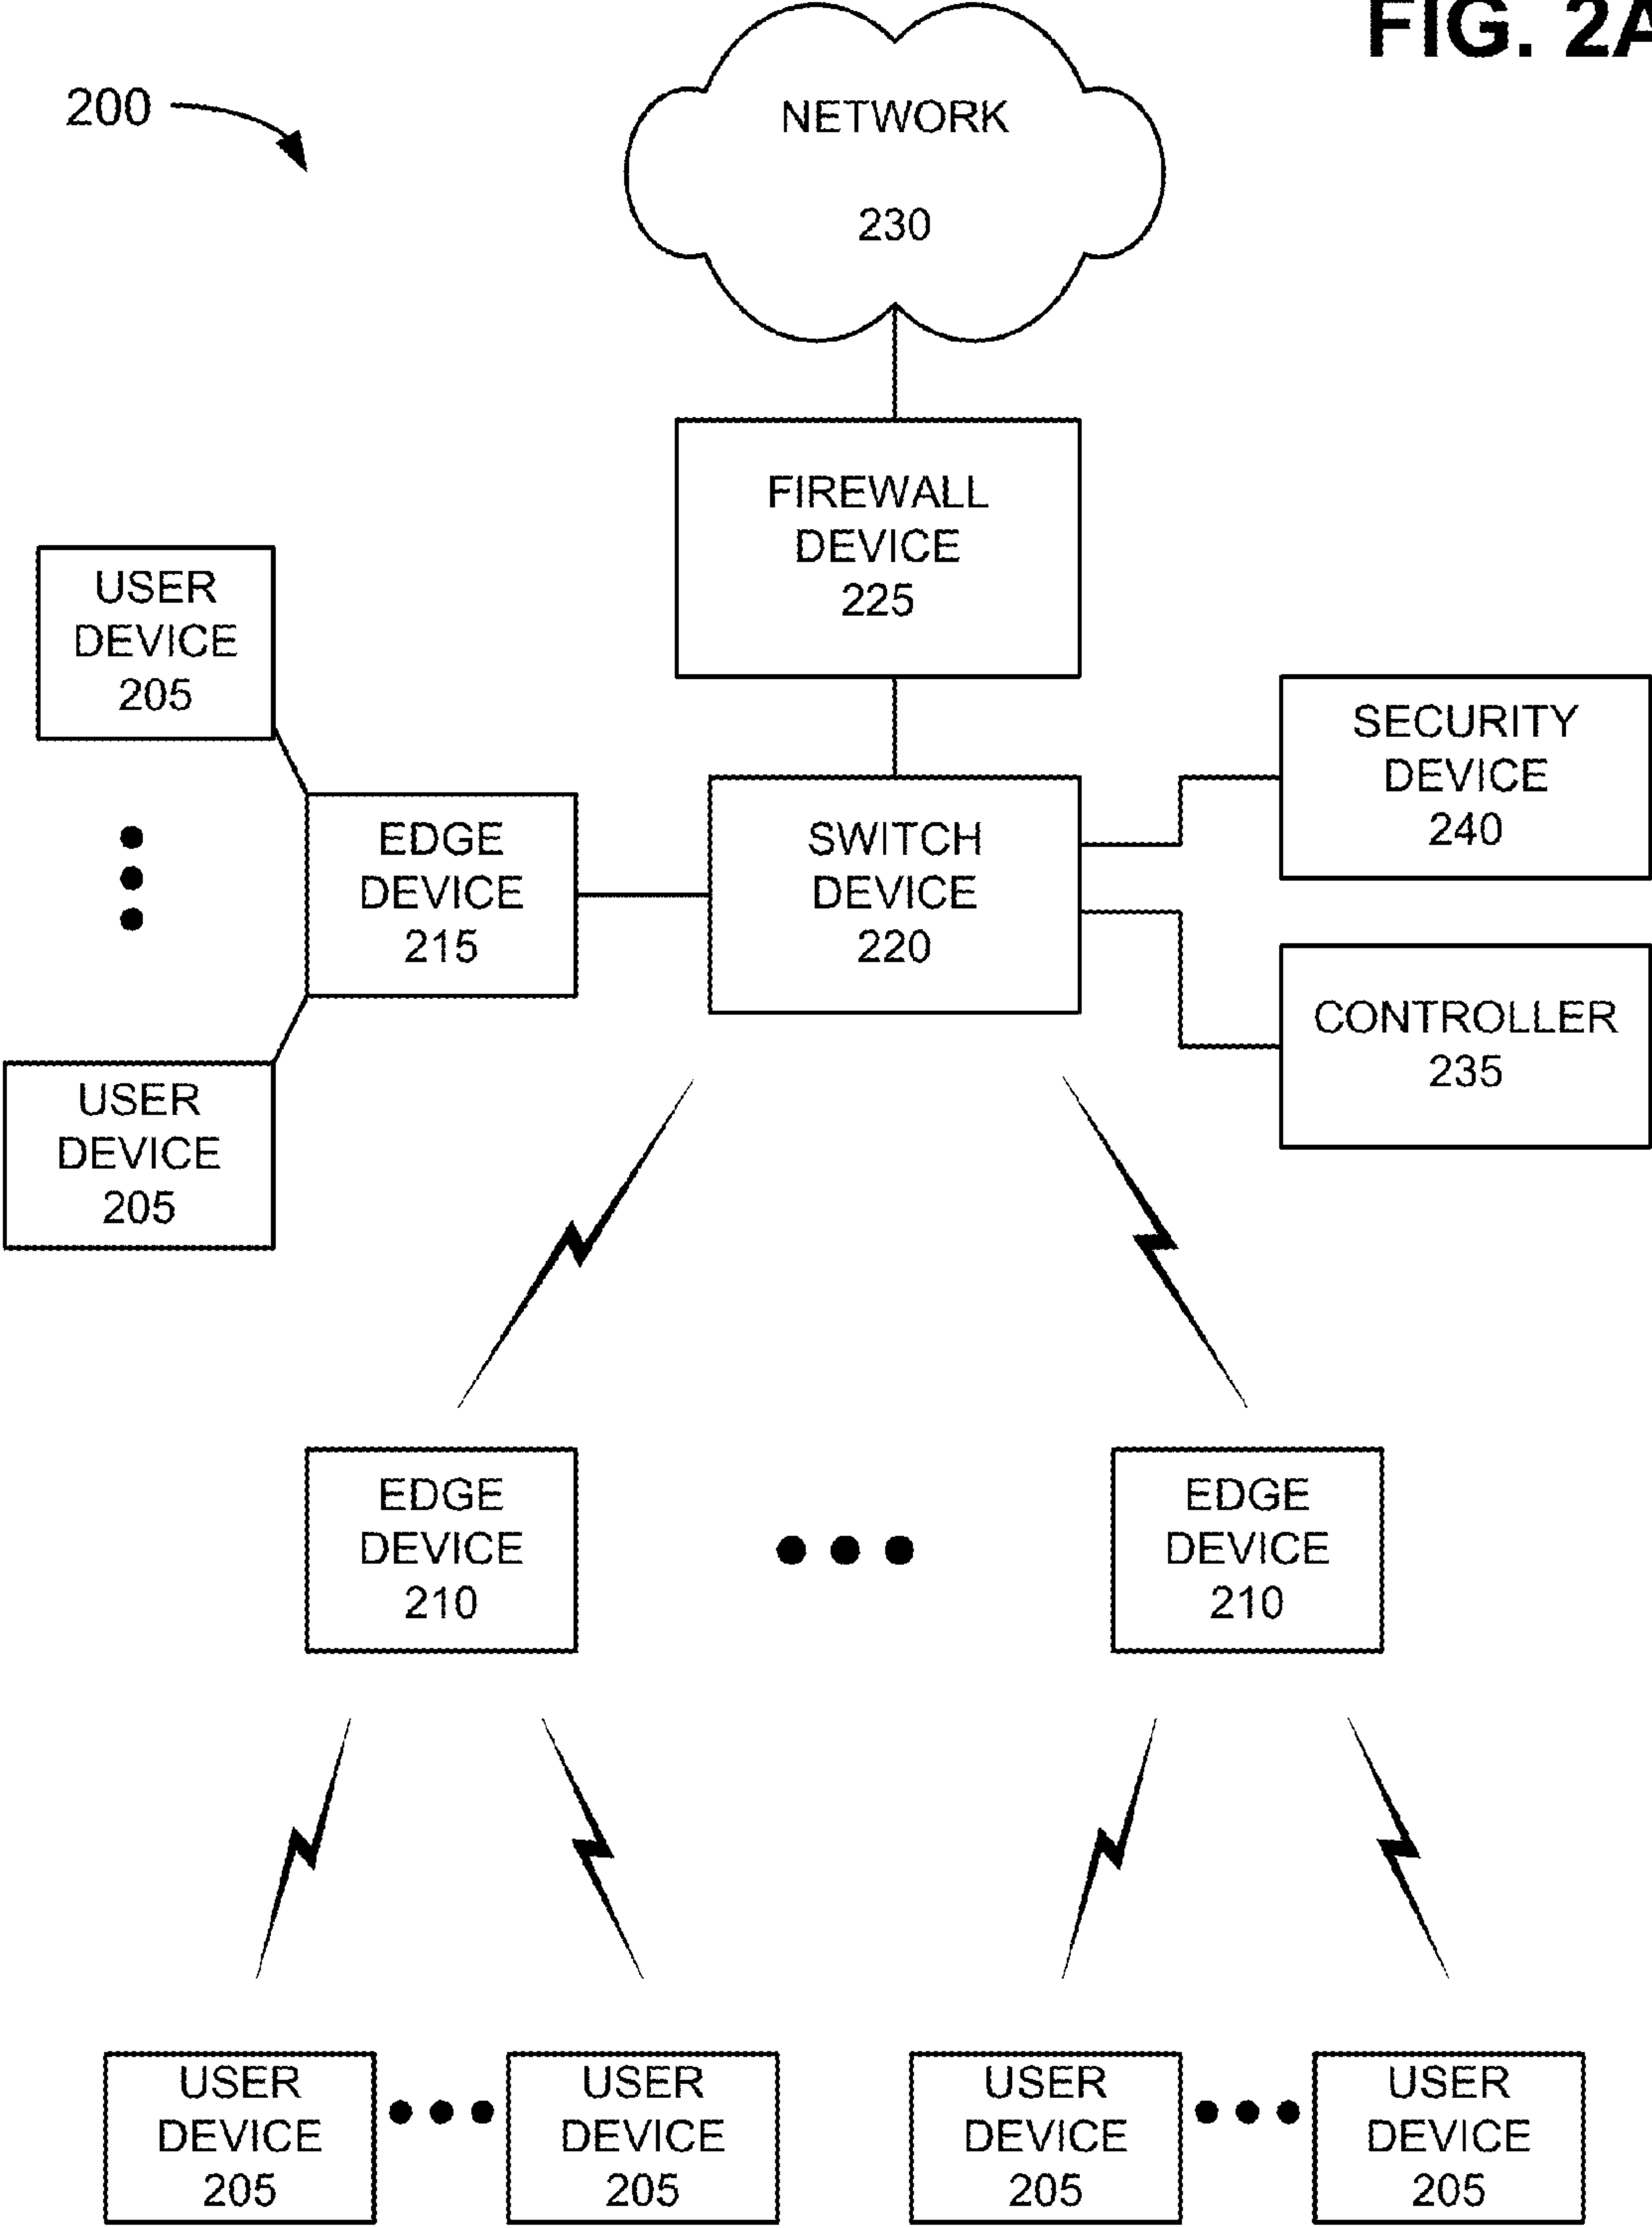 FIG. 2A
200
NETWORK
230
FIREWALL
DEVICE
225
USER
DEVICE
205
SECURITY
DEVICE
240
EDGE
DEVICE
215
SWITCH
DEVICE
220
CONTROLLER
235
USER
DEVICE
205
EDGE
DEVICE
210
EDGE
DEVICE
210
USER
DEVICE
205
USER
DEVICE
205
USER
DEVICE
205
USER
DEVICE
205